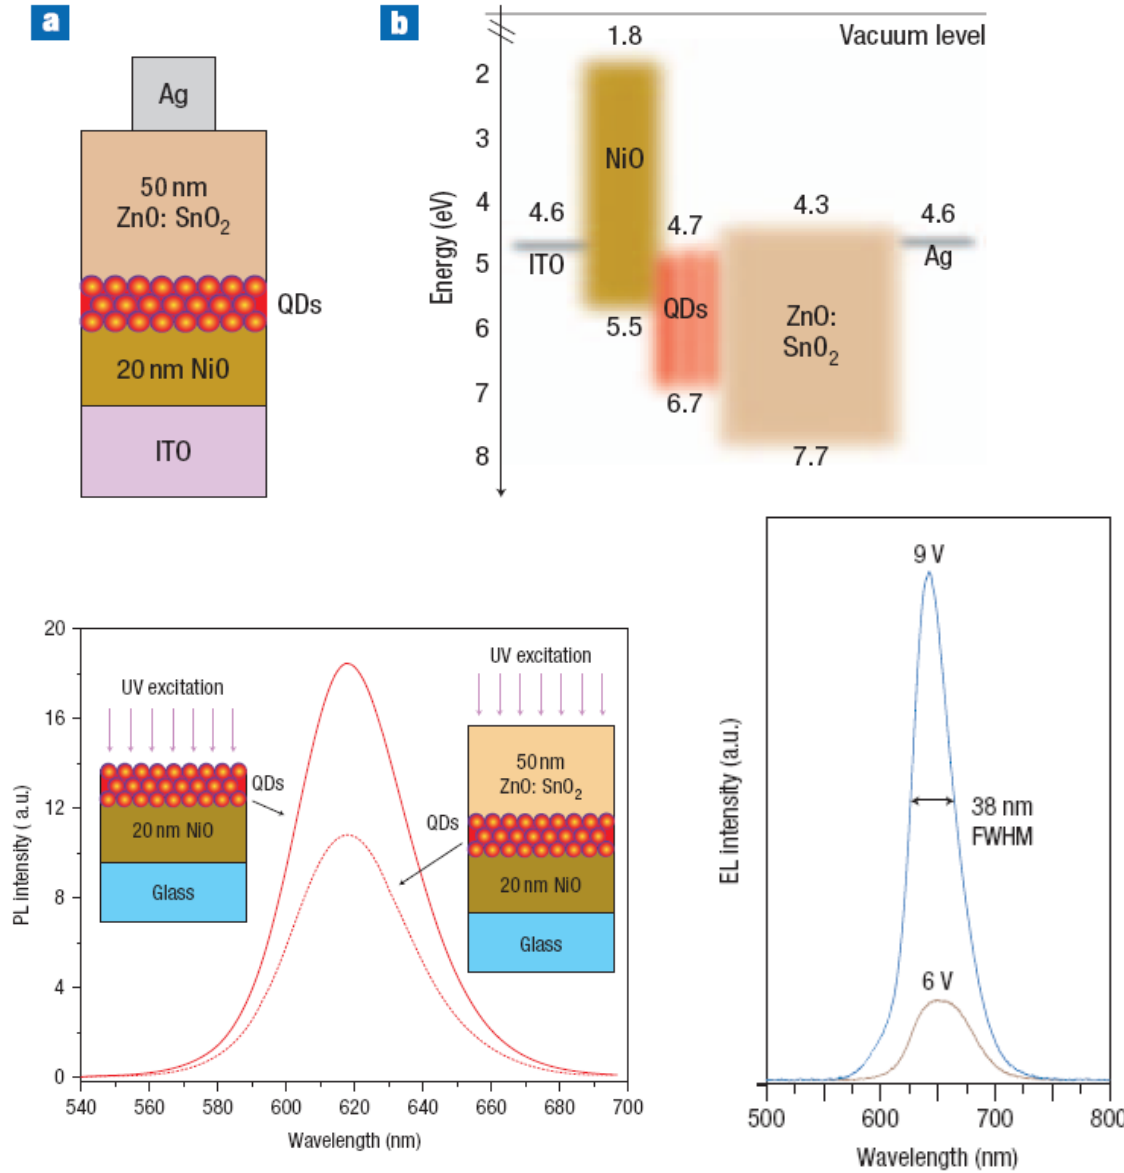 a
Ag
50 nm
ZnO: SnO2
QDs
20 nm NiO
ITO
b
Vacuum level
Energy (eV)
2
3
4
5
6
7
8
1.8
NiO
5.5
4.6
ITO
4.7
QDs
6.7
4.3
ZnO:
SnO2
7.7
4.6
Ag
PL intensity ( a.u.)
20
16
12
8
4
0
540
560
580
600
620
640
660
680
700
Wavelength (nm)
UV excitation
QDs
20 nm NiO
Glass
UV excitation
50 nm
ZnO: SnO2
QDs
20 nm NiO
Glass
EL intensity (a.u.)
9 V
38 nm
FWHM
6 V
500
600
700
800
Wavelength (nm)